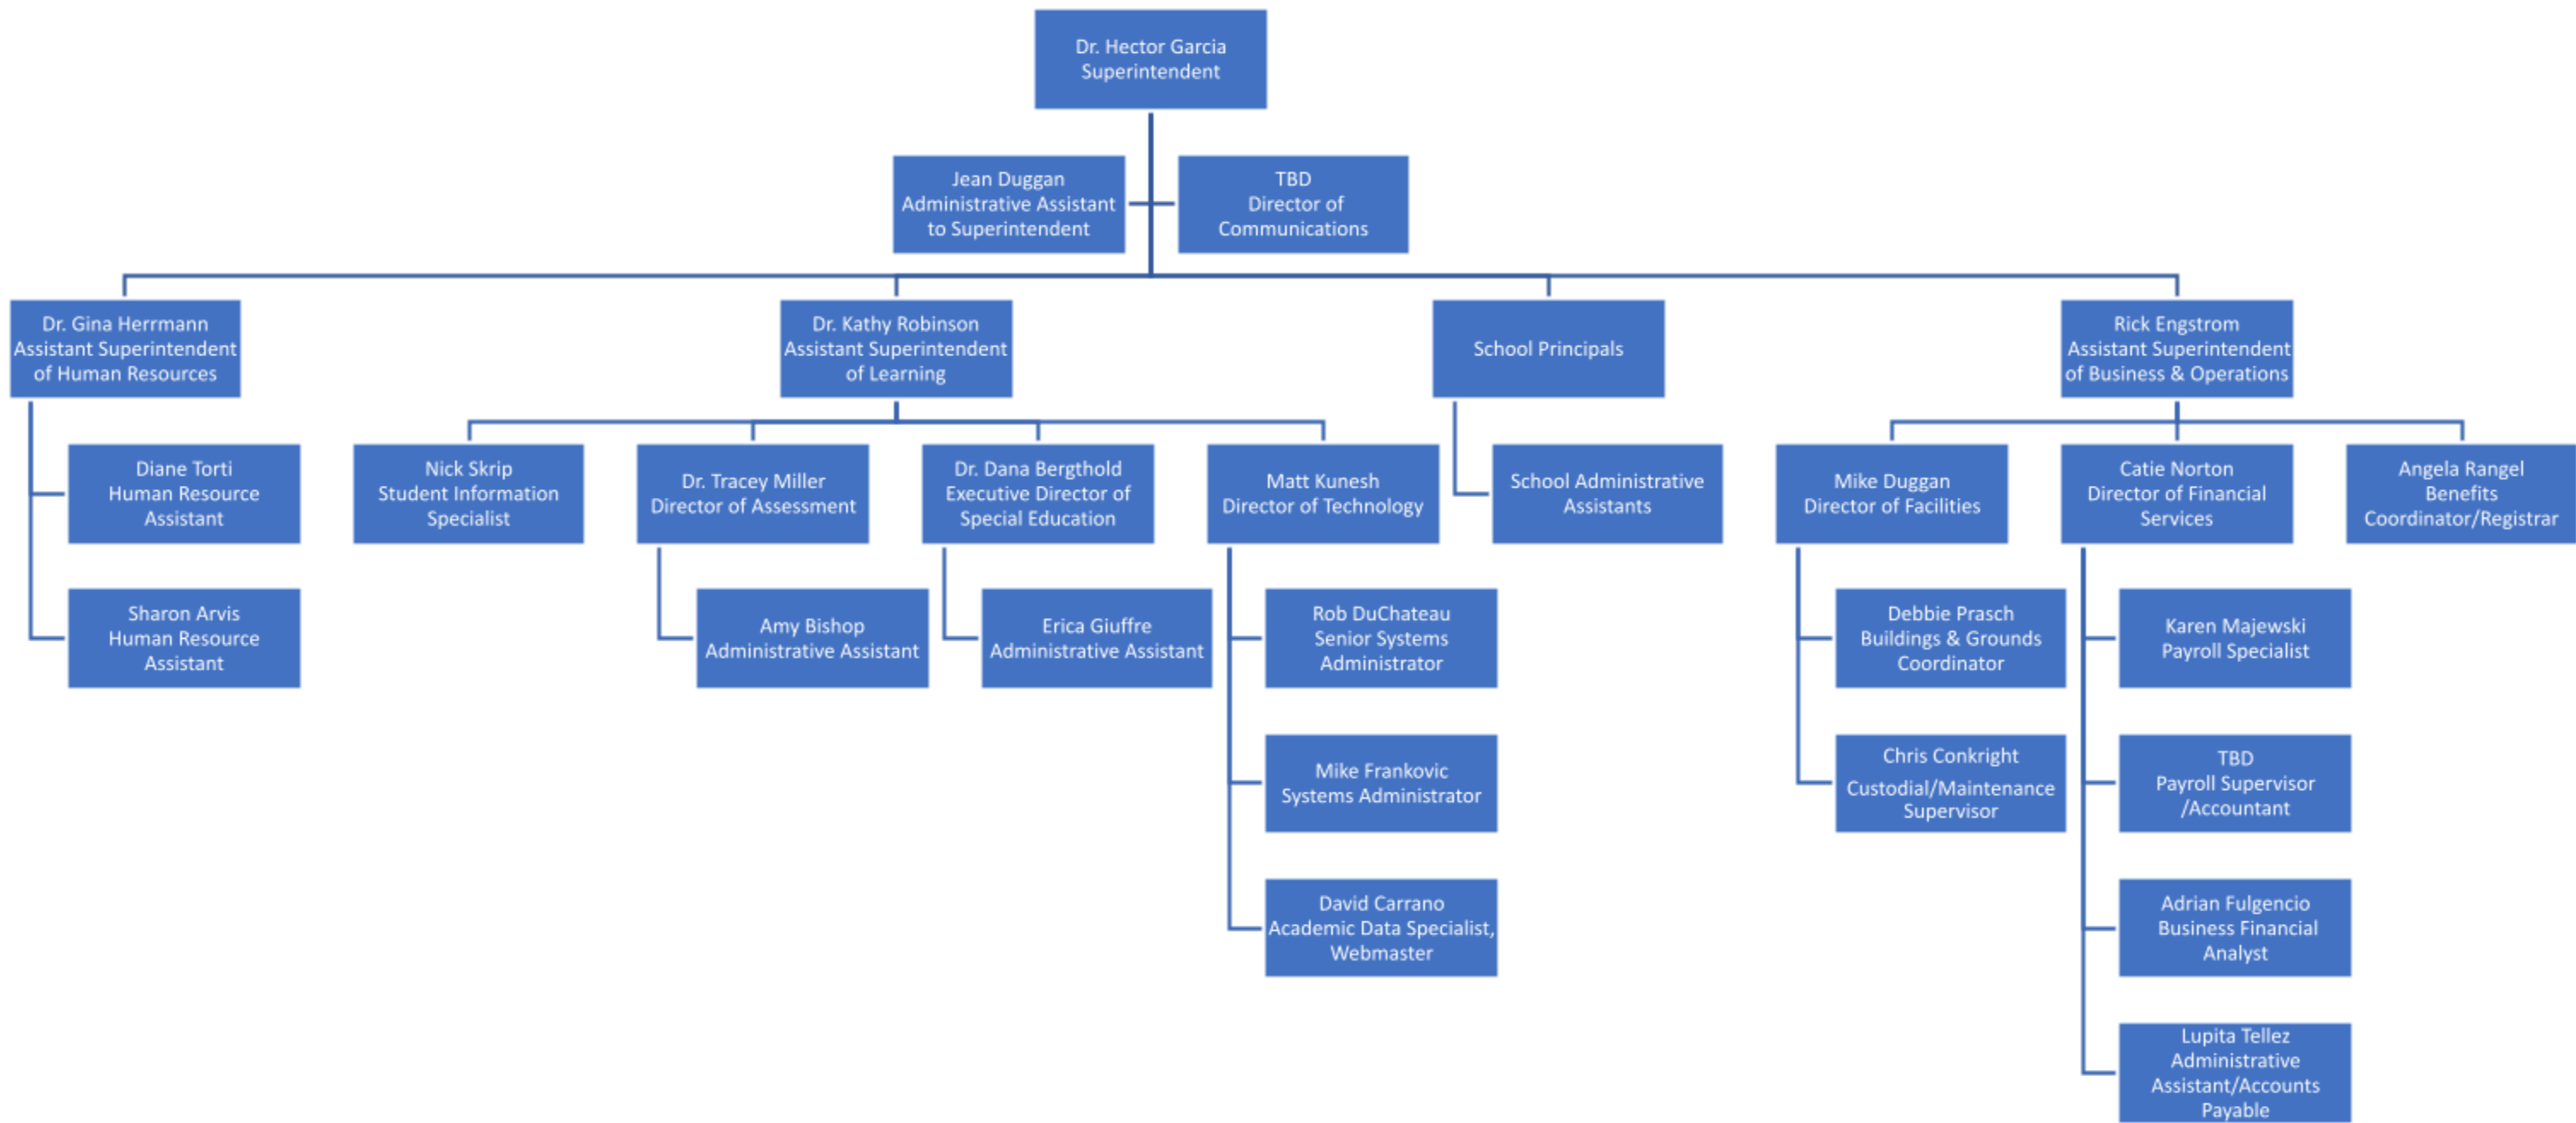 Dr. Hector Garcia
Superintendent
Jean Duggan
Administrative Assistant
to Superintendent
TBD
Director of
Communications
Dr. Gina Herrmann
Assistant Superintendent
of Human Resources
Dr. Kathy Robinson
Assistant Superintendent
of Learning
School Principals
Rick Engstrom
Assistant Superintendent
of Business & Operations
Diane Torti
Human Resource
Assistant
Nick Skrip
Student Information
Specialist
Dr. Tracey Miller
Director of Assessment
Dr. Dana Bergthold
Executive Director of
Special Education
Matt Kunesh
Director of Technology
School Administrative
Assistants
Mike Duggan
Director of Facilities
Catie Norton
Director of Financial
Services
Angela Rangel
Benefits
Coordinator/Registrar
Sharon Arvis
Human Resource
Assistant
Amy Bishop
Administrative Assistant
Erica Giuffre
Administrative Assistant
Rob DuChateau
Senior Systems
Administrator
Debbie Prasch
Buildings & Grounds
Coordinator
Karen Majewski
Payroll Specialist
Mike Frankovic
Systems Administrator
Chris Conkright
Custodial/Maintenance
Supervisor
TBD
Payroll Supervisor
/Accountant
David Carrano
Academic Data Specialist,
Webmaster
Adrian Fulgencio
Business Financial
Analyst
Lupita Tellez
Administrative
Assistant/Accounts
Payable